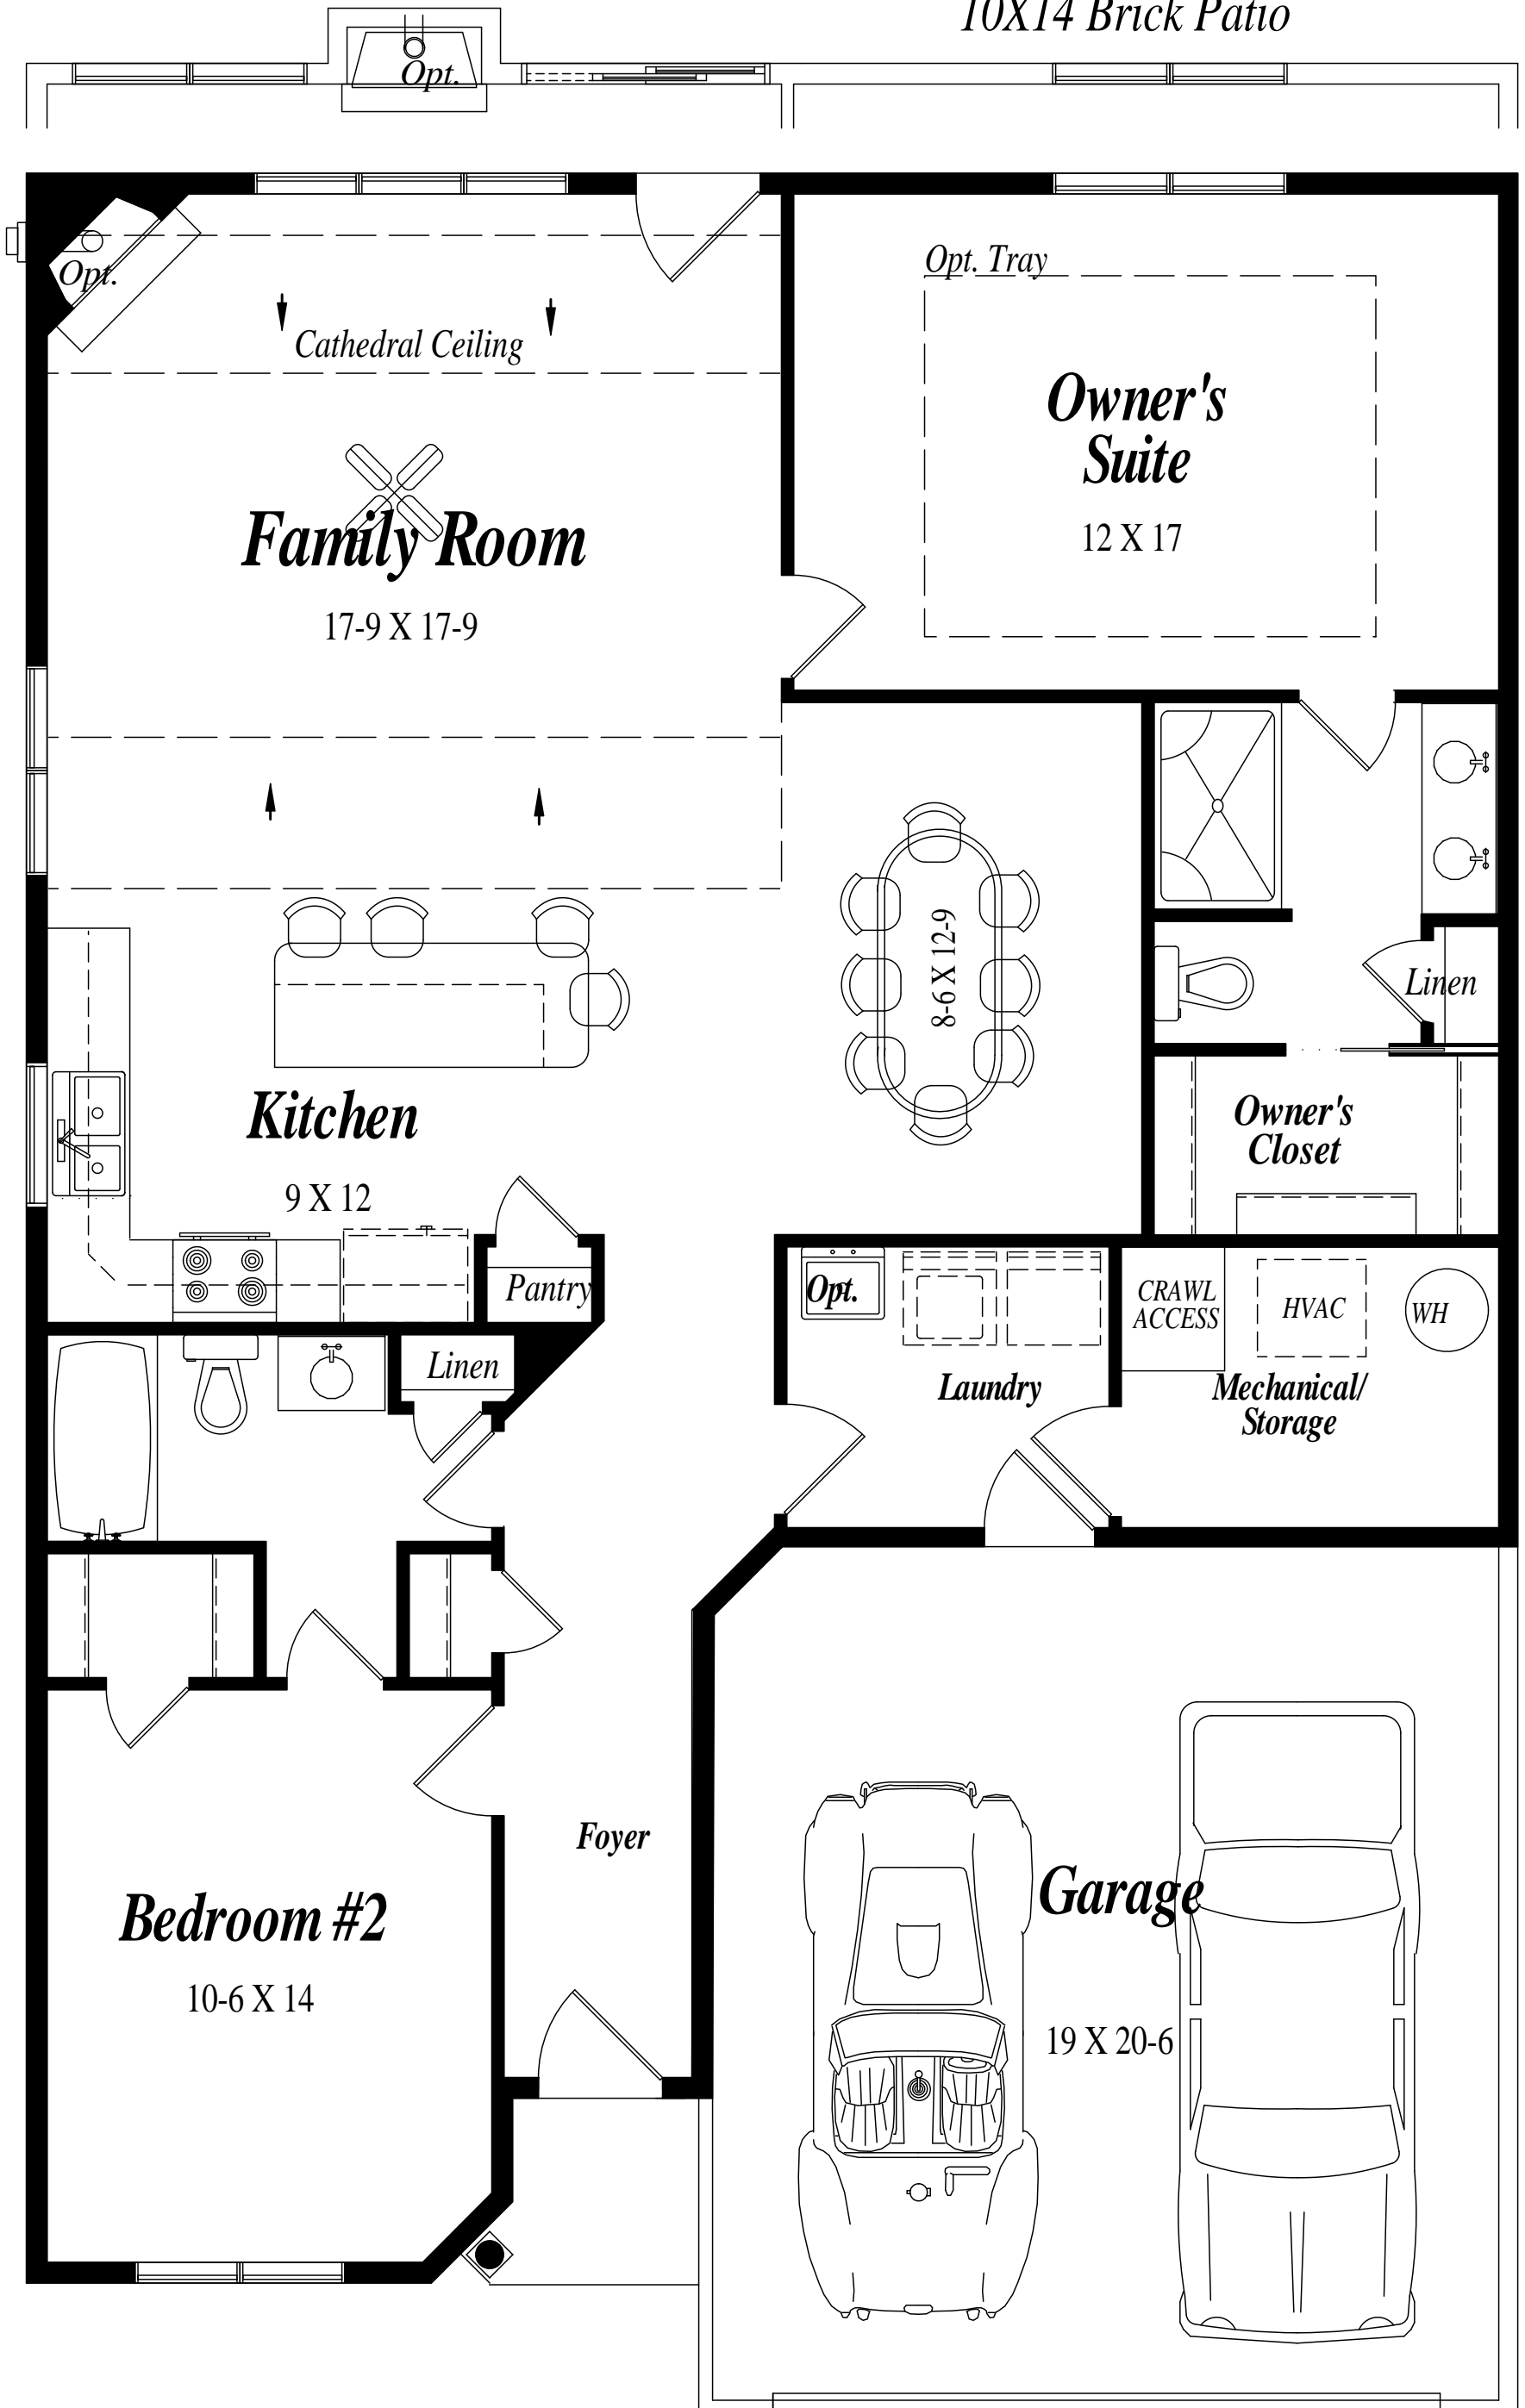 10X14 Brick Patio
Opt.
Opt.
Cathedral Ceiling
Opt. Tray
Owner's
Suite
12 X 17
Family Room
17-9 X 17-9
8-6 X 12-9
Linen
Kitchen
9 X 12
Owner's
Closet
Pantry
Opt.
CRAWL
ACCESS
HVAC
WH
Linen
Laundry
Mechanical/
Storage
Foyer
Garage
19 X 20-6
Bedroom #2
10-6 X 14